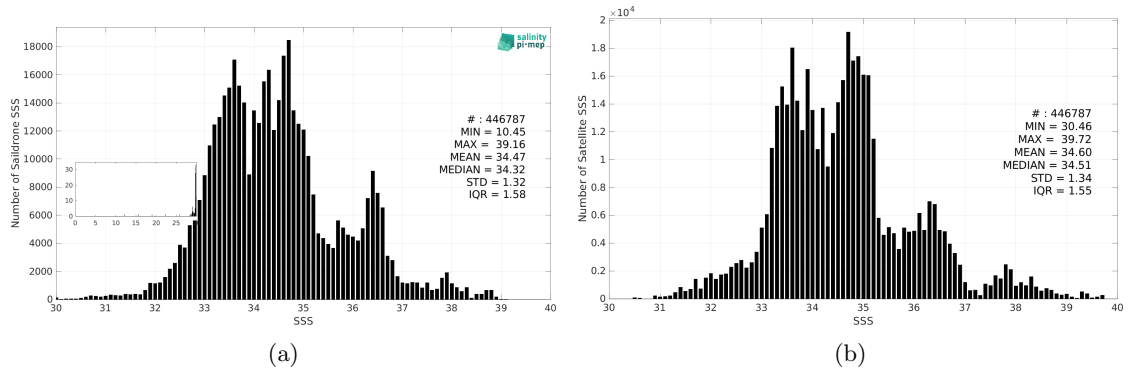 18000
16000
14000
12000
10000
8000
6000
4000
2000
0
Number of Saildrone SSS
salinity
pi-mep
# : 446787
MIN = 10.45
MAX = 39.16
MEAN = 34.47
MEDIAN = 34.32
STD = 1.32
IQR = 1.58
30
20
10
0
0 5 10 15 20 25
30 31 32 33 34 35 36 37 38 39 40
SSS
(a)
×10⁴
2
1.8
1.6
1.4
1.2
1
0.8
0.6
0.4
0.2
0
Number of Satellite SSS
# : 446787
MIN = 30.46
MAX = 39.72
MEAN = 34.60
MEDIAN = 34.51
STD = 1.34
IQR = 1.55
30 31 32 33 34 35 36 37 38 39 40
SSS
(b)